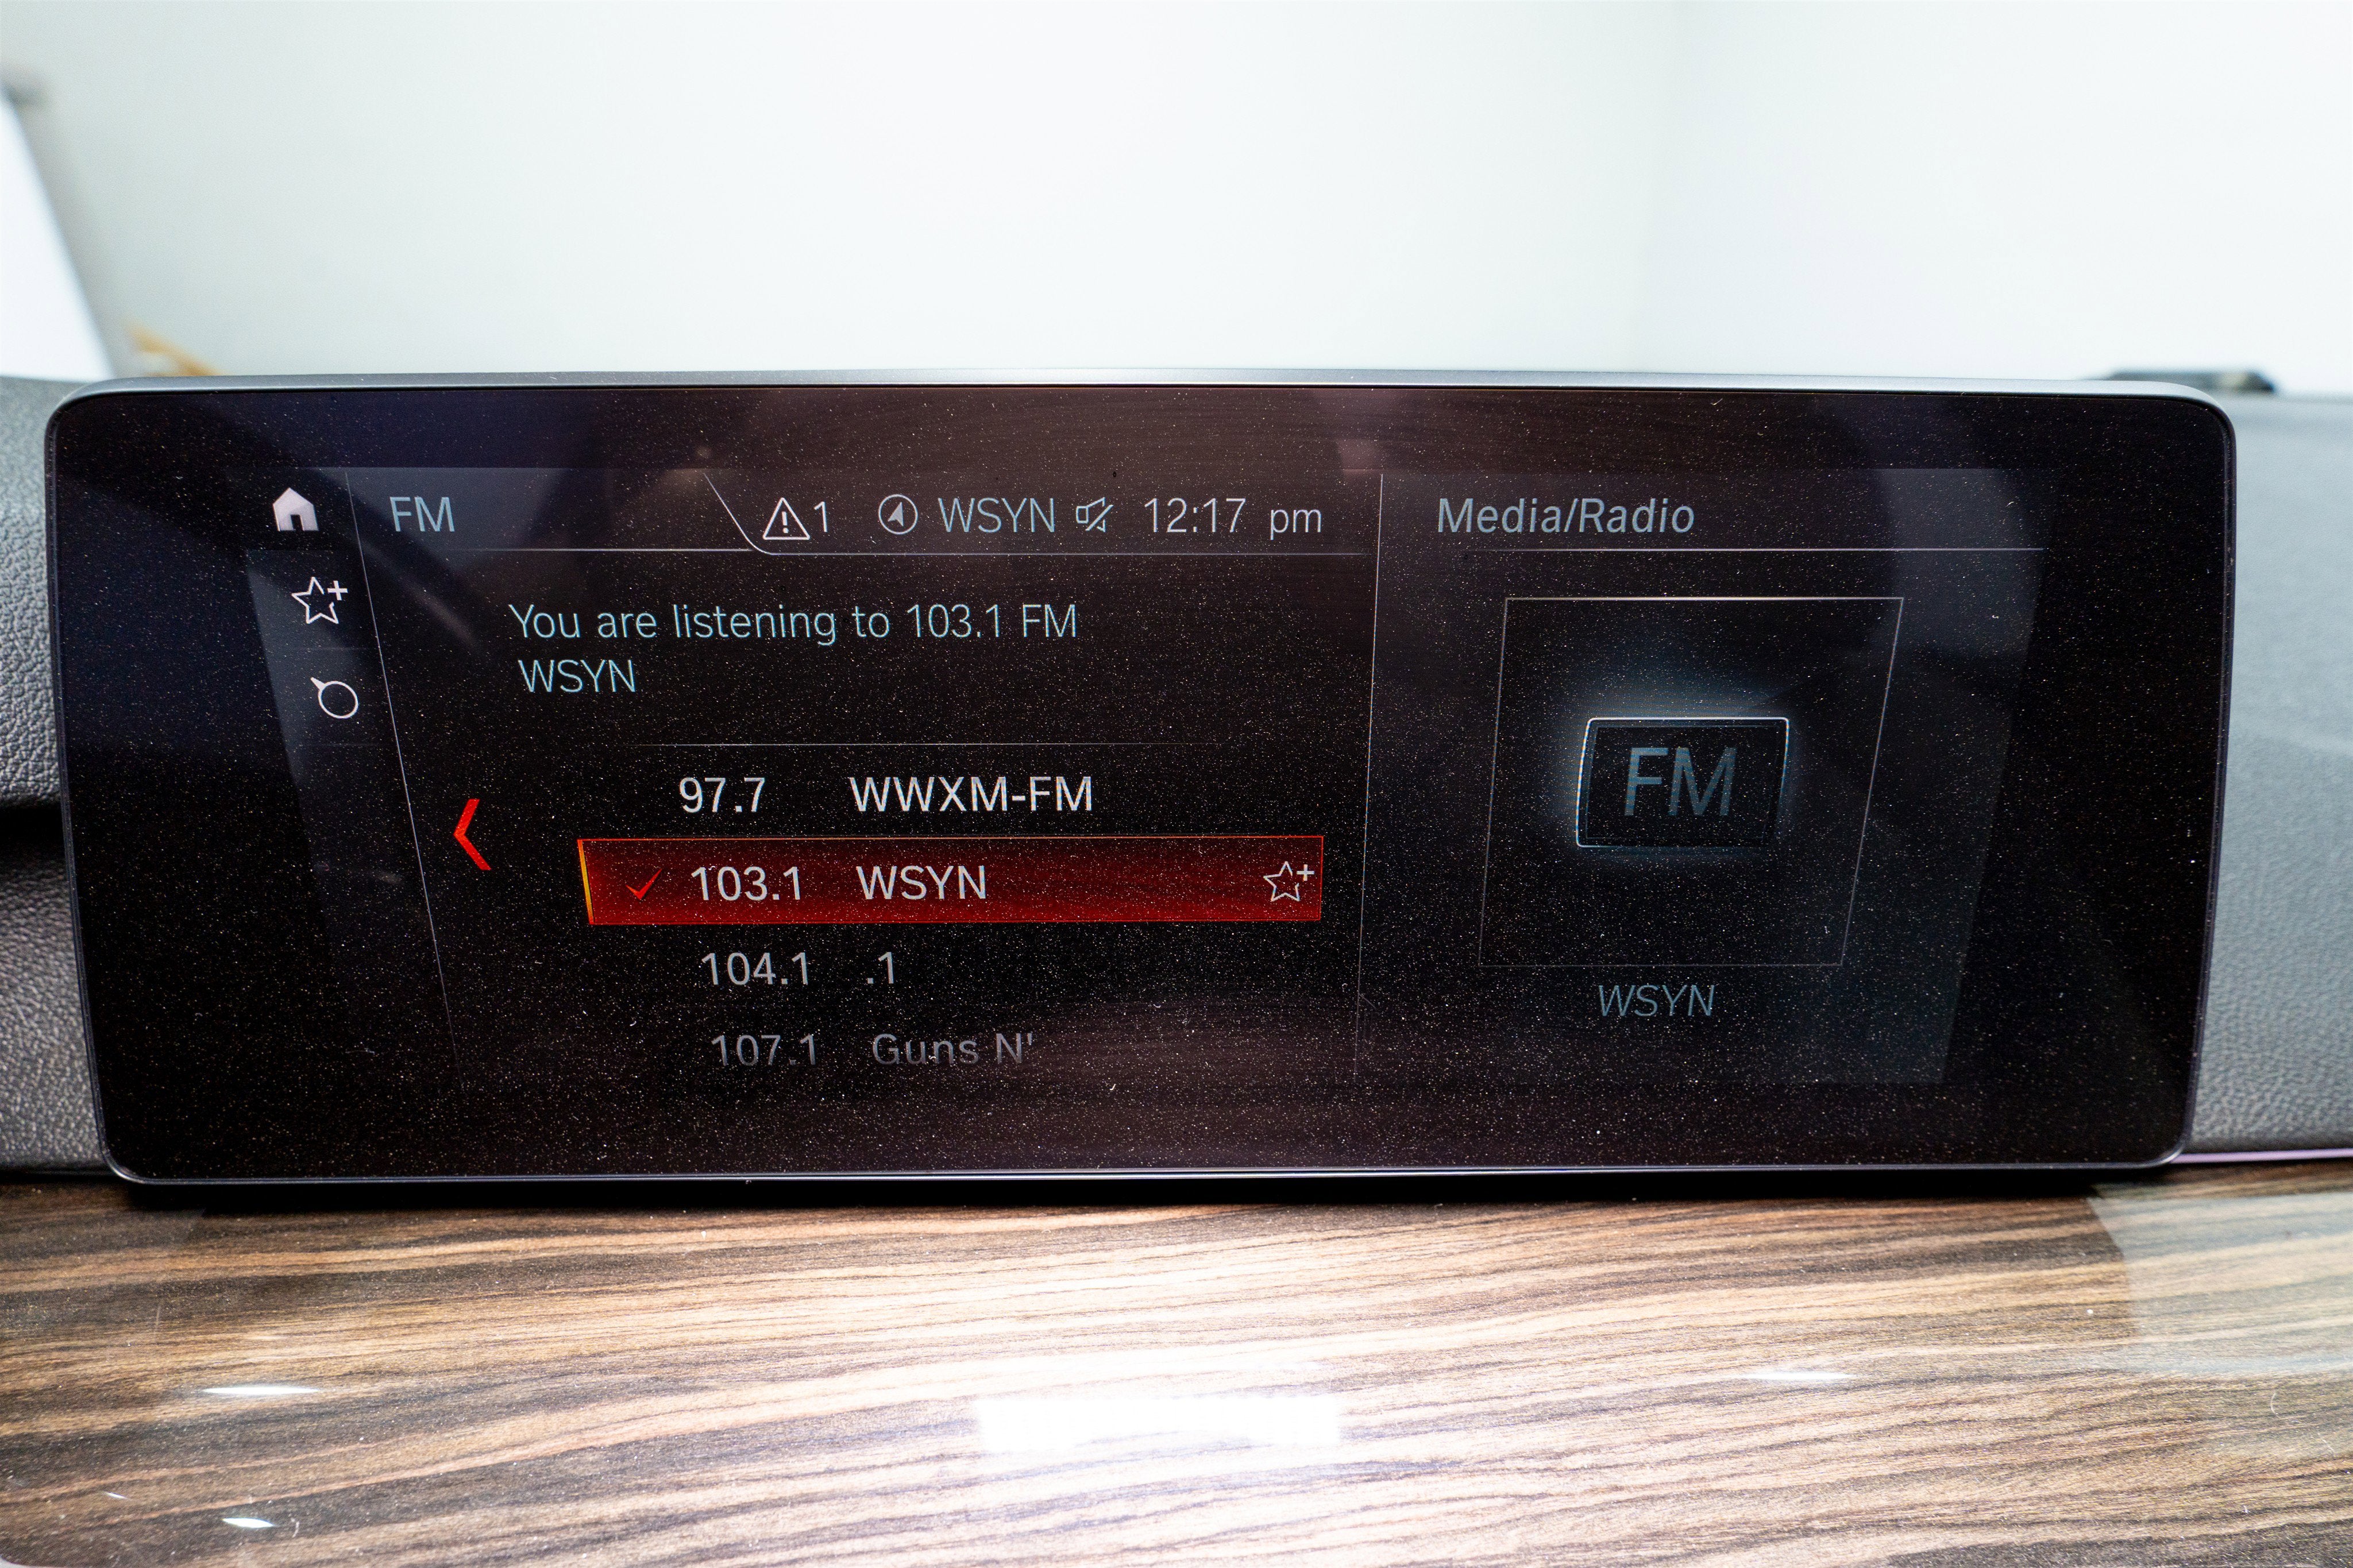 FM
1 WSYN 12:17 pm
Media/Radio
You are listening to 103.1 FM
WSYN
97.7 WWXM-FM
103.1 WSYN
104.1 .1
107.1 Guns N'
FM
WSYN